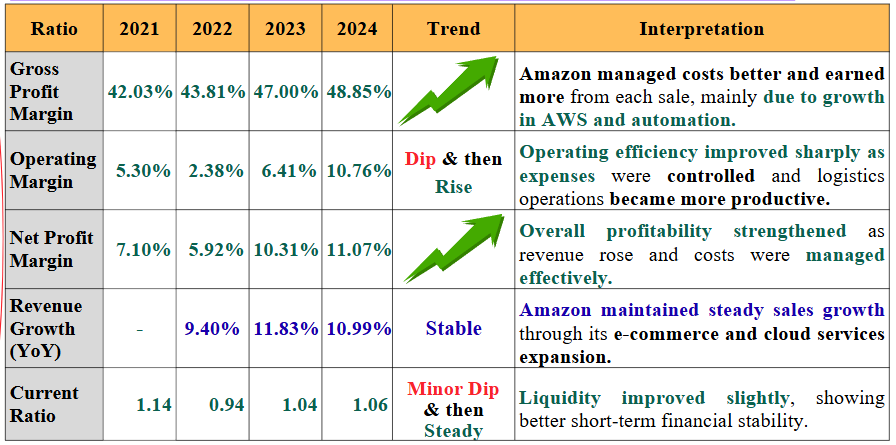 Ratio 2021 2022 2023 2024 Trend Interpretation
Gross
Profit
Margin
42.03% 43.81% 47.00% 48.85%
Amazon managed costs better and earned
more from each sale, mainly due to growth
in AWS and automation.
Operating
Margin
5.30% 2.38% 6.41% 10.76%
Dip & then
Rise
Operating efficiency improved sharply as
expenses were controlled and logistics
operations became more productive.
Net Profit
Margin
7.10% 5.92% 10.31% 11.07%
Overall profitability strengthened as
revenue rose and costs were managed
effectively.
Revenue
Growth
(YoY)
- 9.40% 11.83% 10.99%
Stable
Amazon maintained steady sales growth
through its e-commerce and cloud services
expansion.
Current
Ratio
1.14 0.94 1.04 1.06
Minor Dip
& then
Steady
Liquidity improved slightly, showing
better short-term financial stability.